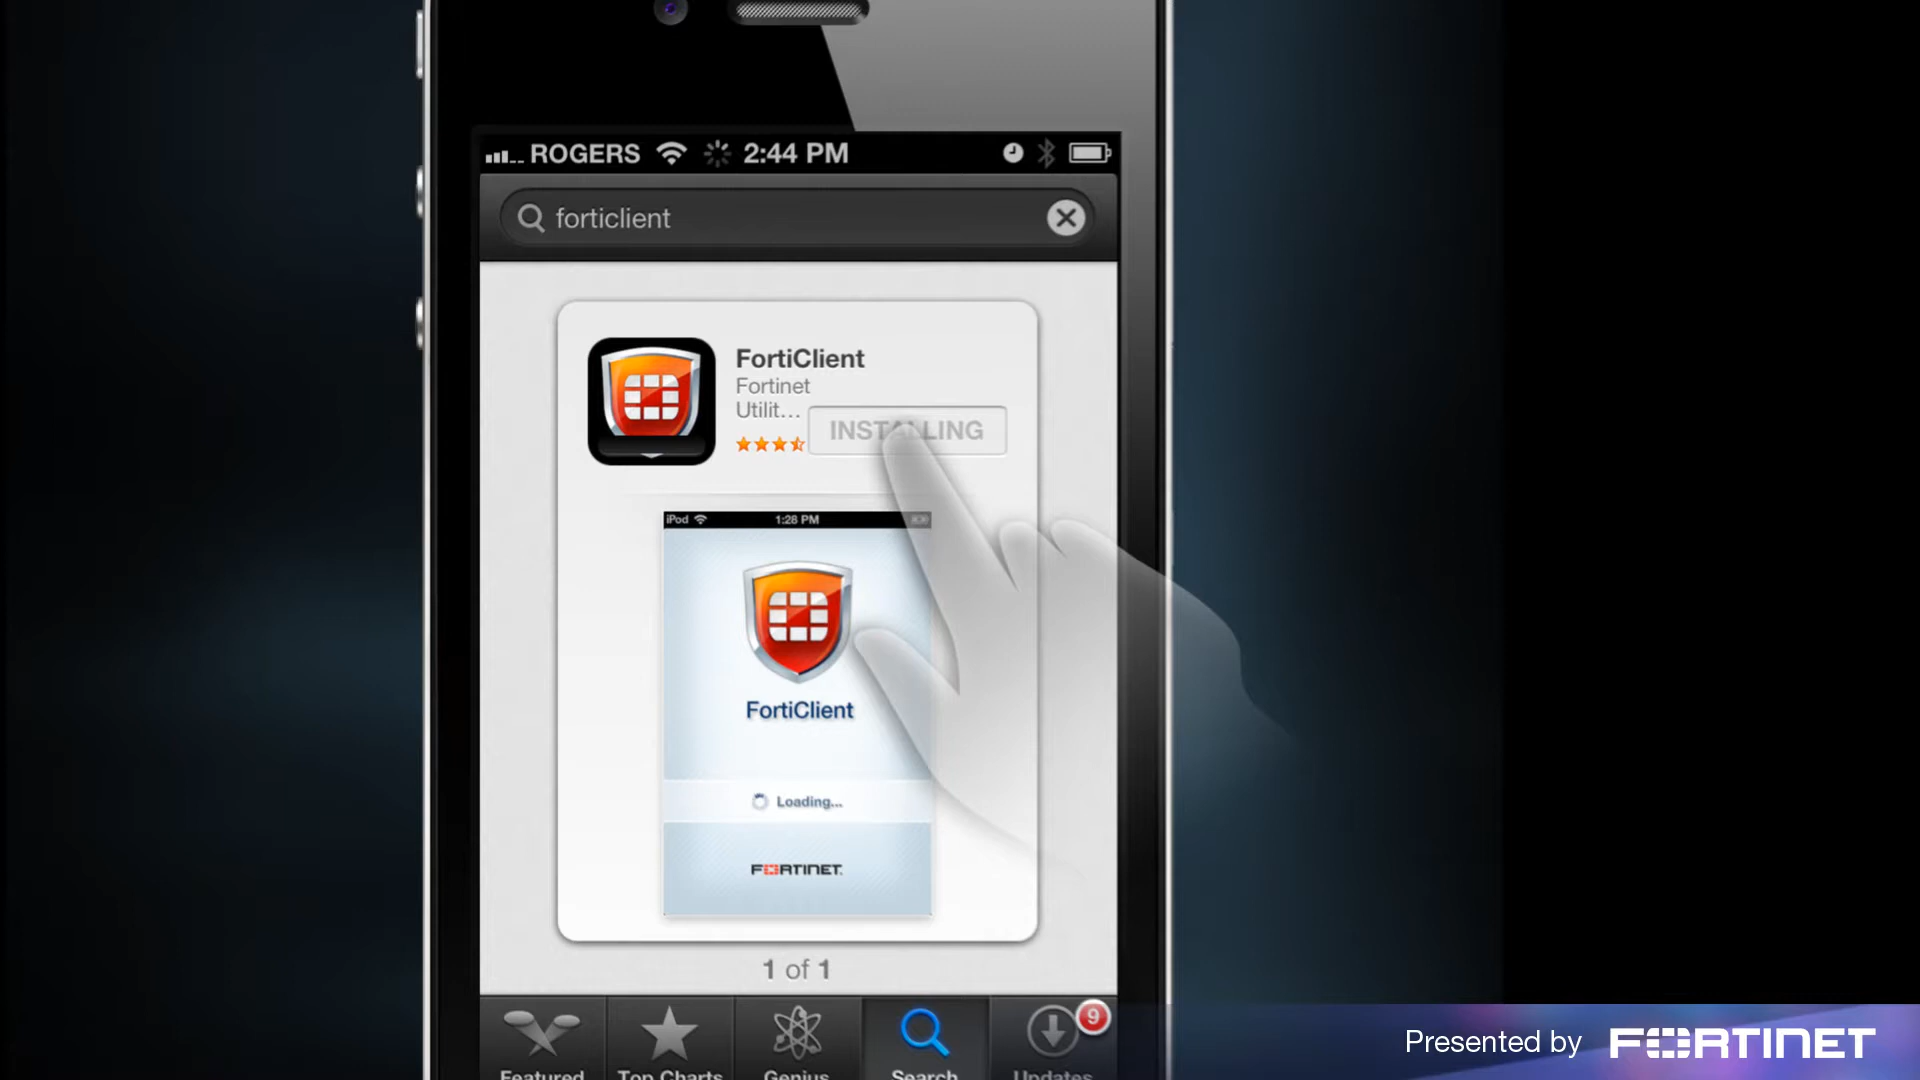 ROGERS 2:44 PM
forticlient
FortiClient
Fortinet
Utilit...
INSTALLING
iPod 1:28 PM
FortiClient
Loading...
FORTINET
1 of 1
9
Featured Top Charts Genius Search Updates
Presented by FORTINET